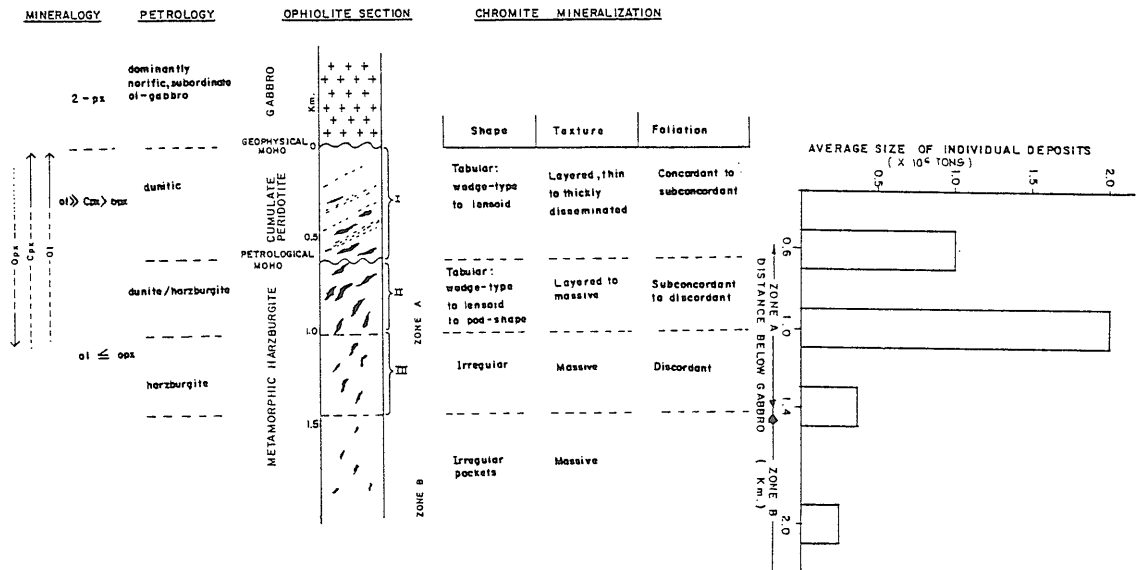 MINERALOGY
PETROLOGY
OPHIOLITE SECTION
CHROMITE MINERALIZATION
2-px
dominantly
noritic, subordinate
ol-gabbro
GABBRO
Km.
GEOPHYSICAL
MOHO
0
Shape
Texture
Foliation
Opx
Cpx
Ol
ol >> Cpx > opx
dunitic
CUMULATE
PERIDOTITE
I
0.5
Tabular:
wedge-type
to lensoid
Layered, thin
to thickly
disseminated
Concordant to
subconcordant
PETROLOGICAL
MOHO
dunite/harzburgite
II
ZONE A
1.0
Tabular:
wedge-type
to lensoid
to pod-shape
Layered to
massive
Subconcordant
to discordant
ol ≤ opx
METAMORPHIC HARZBURGITE
harzburgite
III
Irregular
Massive
Discordant
1.5
ZONE B
Irregular
pockets
Massive
AVERAGE SIZE OF INDIVIDUAL DEPOSITS
( X 10⁶ TONS)
0.5
1.0
2.0
0.6
1.0
1.4
2.0
ZONE A
ZONE B
DISTANCE BELOW GABBRO ( Km.)